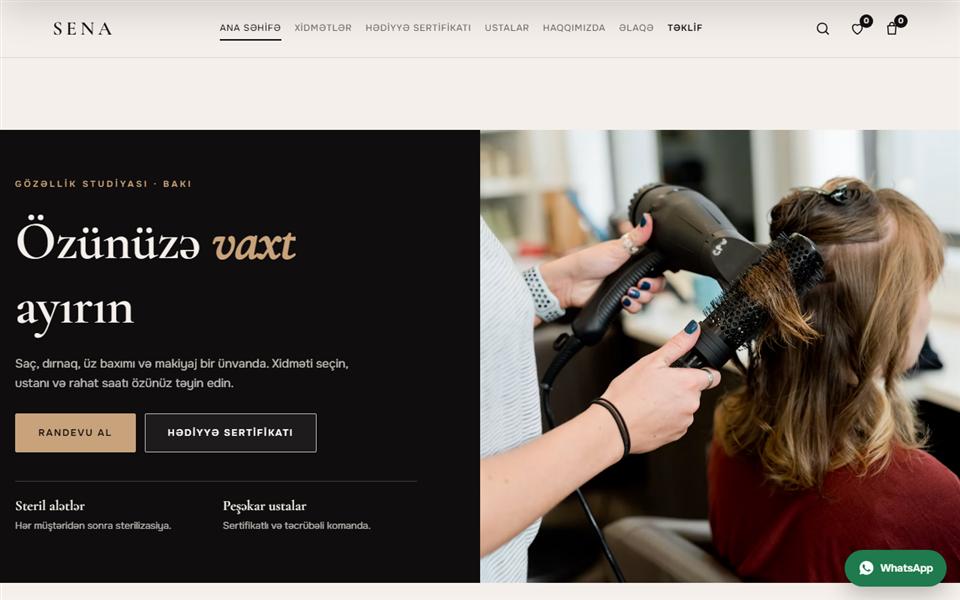 SENA
ANA SƏHİFƏ XİDMƏTLƏR HƏDİYYƏ SERTİFİKATI USTALAR HAQQIMIZDA ƏLAQƏ TƏKLİF
0 0
GÖZƏLLİK STUDİYASI · BAKI
Özünüzə vaxt
ayırın
Saç, dırnaq, üz baxımı və makiyaj bir ünvanda. Xidməti seçin,
ustanı və rahat saatı özünüz təyin edin.
RANDEVU AL HƏDİYYƏ SERTİFİKATI
Steril alətlər Peşəkar ustalar
Hər müştəridən sonra sterilizasiya. Sertifikatlı və təcrübəli komanda.
WhatsApp